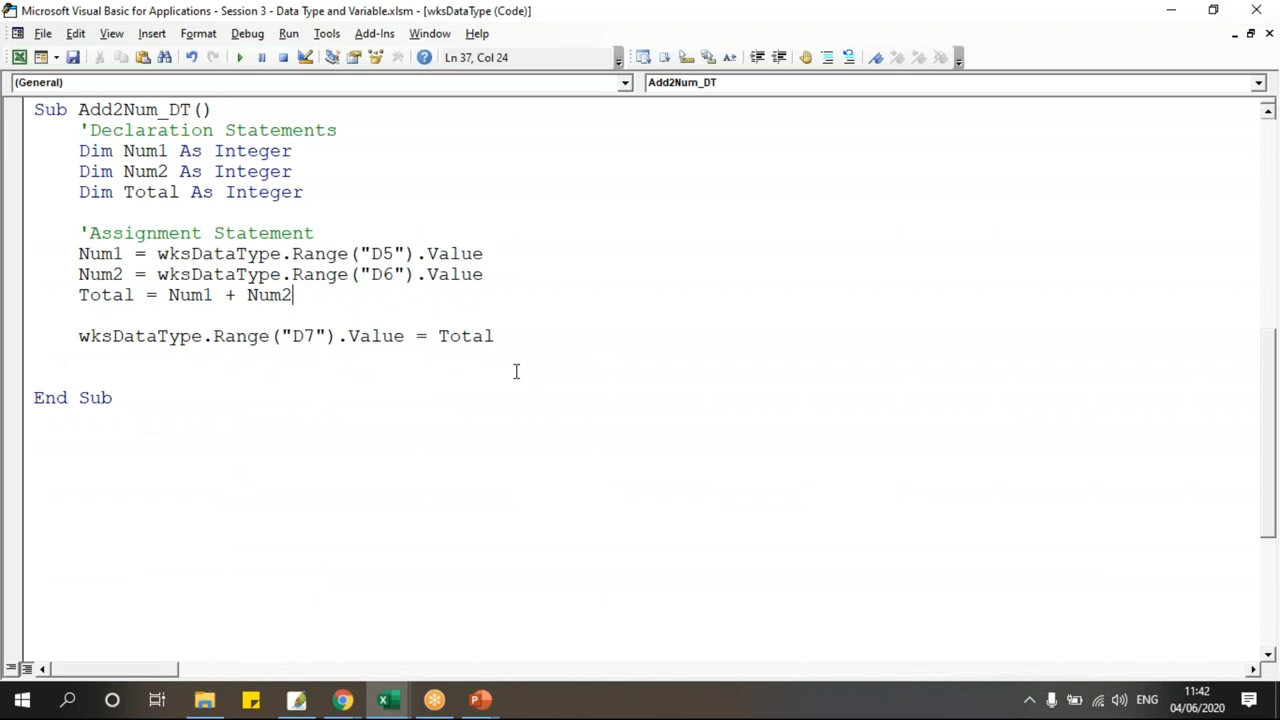 Microsoft Visual Basic for Applications - Session 3 - Data Type and Variable.xlsm - [wksDataType (Code)]
File Edit View Insert Format Debug Run Tools Add-Ins Window Help
Ln 37, Col 24
(General) Add2Num_DT
Sub Add2Num_DT()
'Declaration Statements
Dim Num1 As Integer
Dim Num2 As Integer
Dim Total As Integer
'Assignment Statement
Num1 = wksDataType.Range("D5").Value
Num2 = wksDataType.Range("D6").Value
Total = Num1 + Num2
wksDataType.Range("D7").Value = Total
End Sub
ENG
11:42
04/06/2020